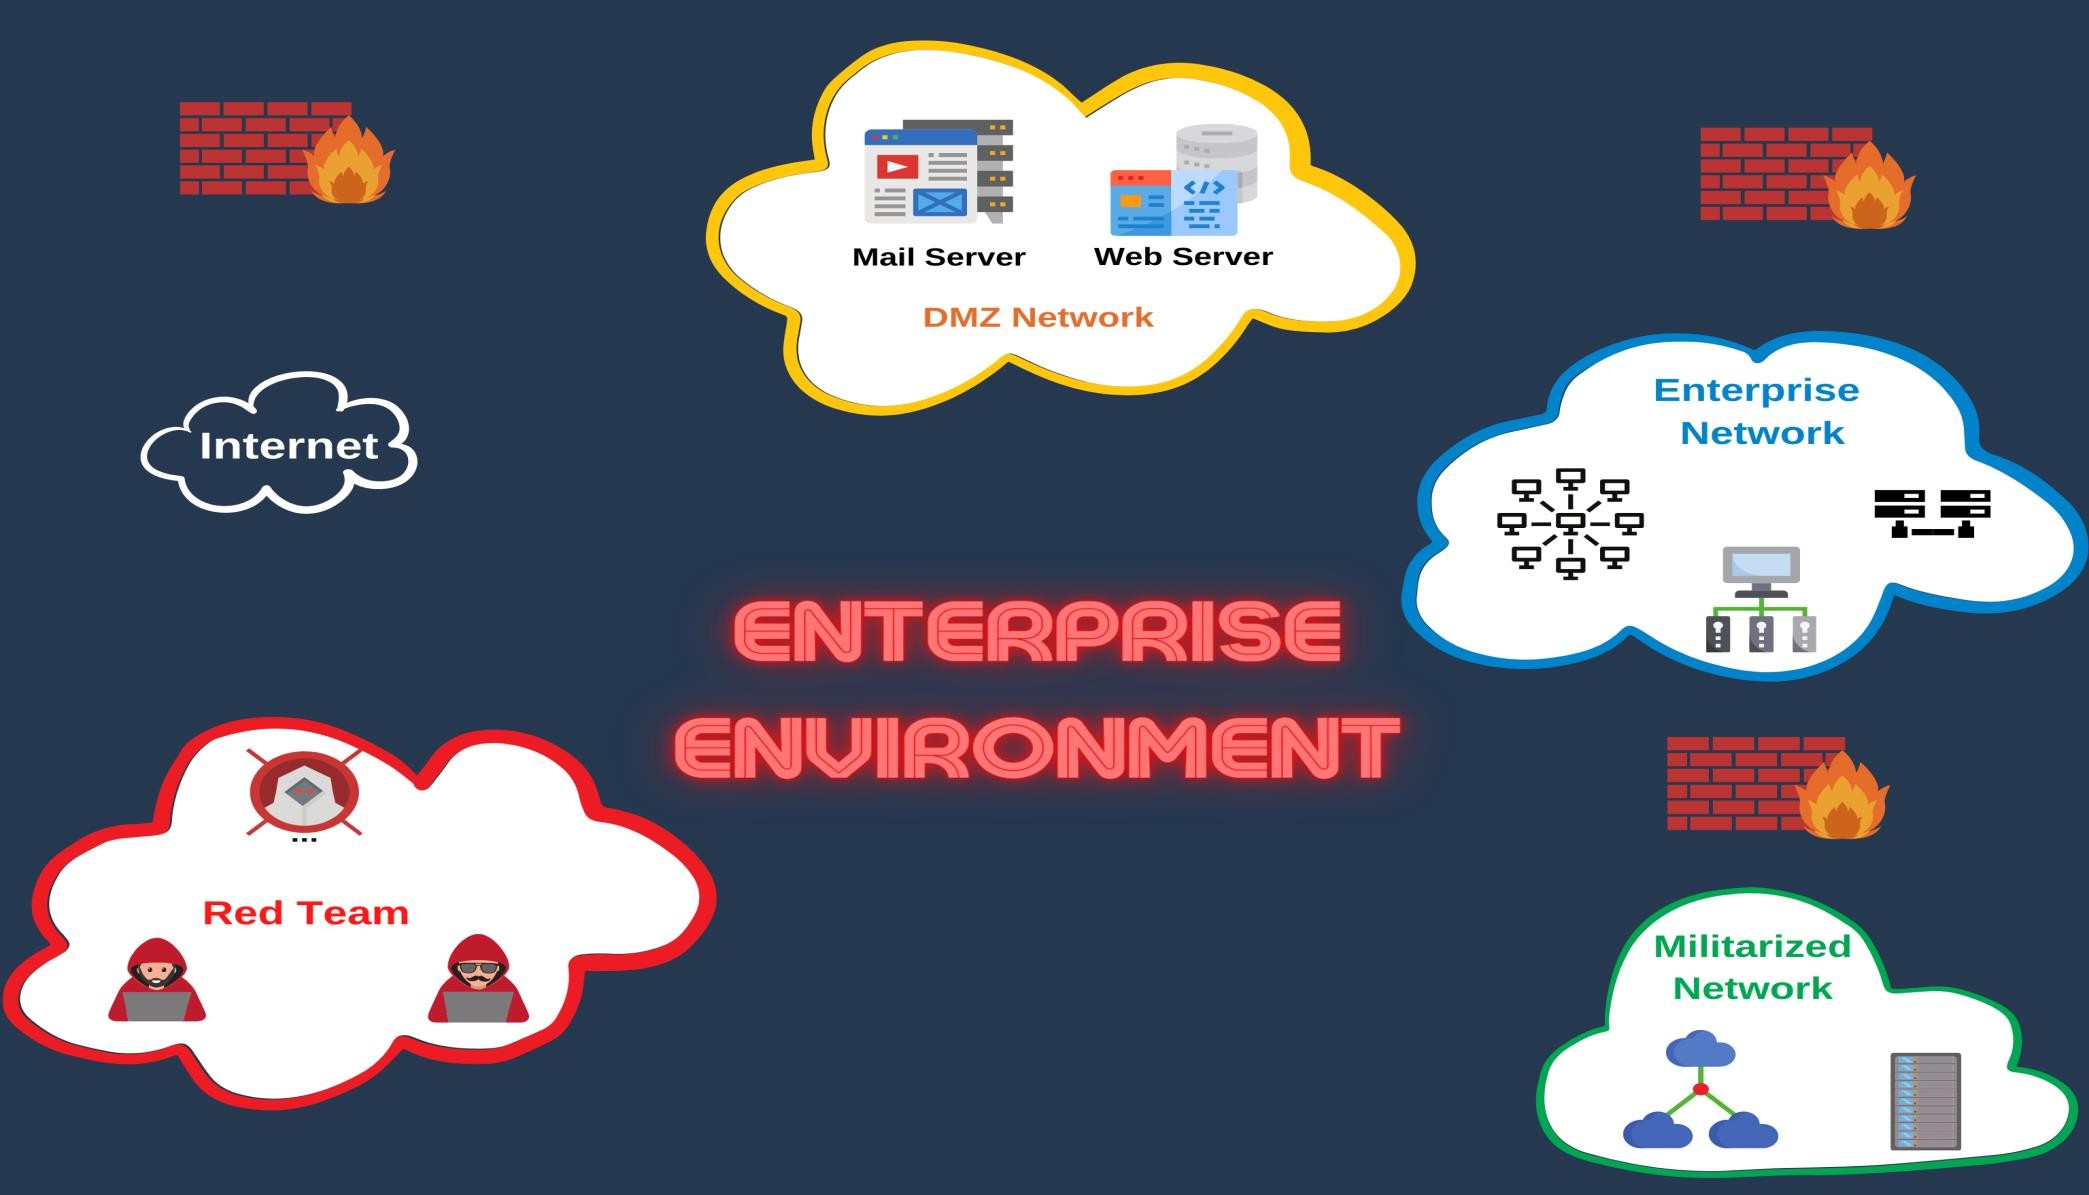 Mail Server
Web Server
DMZ Network
Enterprise
Network
Internet
ENTERPRISE
ENVIRONMENT
Red Team
Militarized
Network